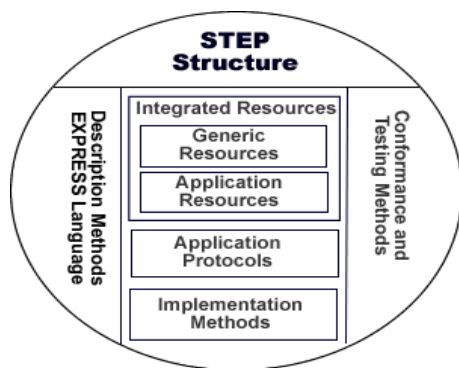 STEP
Structure
Description Methods
EXPRESS Language
Integrated Resources
Generic
Resources
Application
Resources
Application
Protocols
Implementation
Methods
Conformance and
Testing Methods